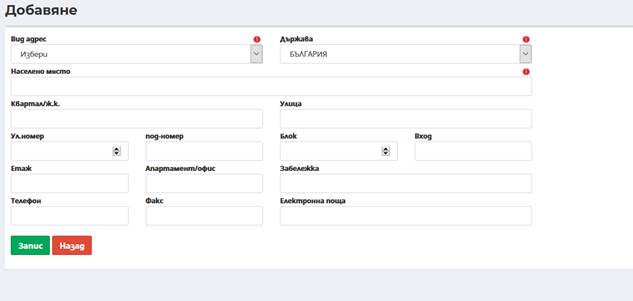 Добавяне
Вид адрес Държава
Избери БЪЛГАРИЯ
Населено място
Квартал/ж.к. Улица
Ул.номер под-номер Блок Вход
Етаж Апартамент/офис Забележка
Телефон Факс Електронна поща
Запис Назад